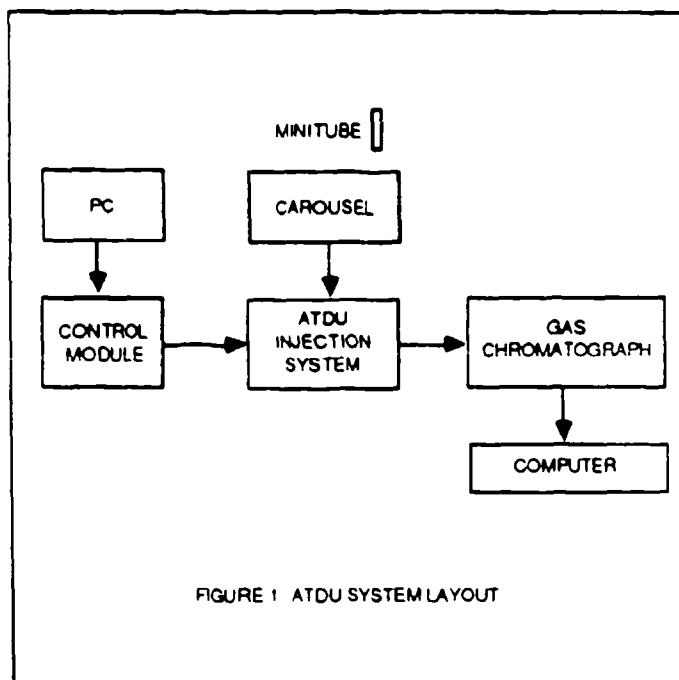 MINITUBE
PC
CAROUSEL
CONTROL
MODULE
ATDU
INJECTION
SYSTEM
GAS
CHROMATOGRAPH
COMPUTER
FIGURE 1 ATDU SYSTEM LAYOUT